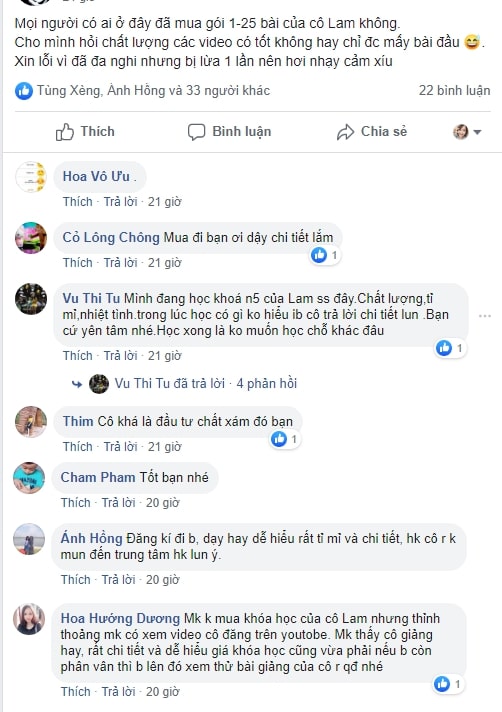 Mọi người có ai ở đây đã mua gói 1-25 bài của cô Lam không.
Cho mình hỏi chất lượng các video có tốt không hay chỉ đc mấy bài đầu 😅.
Xin lỗi vì đã đa nghi nhưng bị lừa 1 lần nên hơi nhạy cảm xíu
Tùng Xẻng, Ánh Hồng và 33 người khác
22 bình luận
Thích
Bình luận
Chia sẻ
Hoa Vô Ưu .
Thích · Trả lời · 21 giờ
Cỏ Lông Chông Mua đi bạn ơi dậy chi tiết lắm
1
Thích · Trả lời · 21 giờ
Vu Thi Tu Mình đang học khoá n5 của Lam ss đây.Chất lượng,tỉ
mỉ,nhiệt tình.trong lúc học có gì ko hiểu ib cô trả lời chi tiết lun .Bạn
cứ yên tâm nhé.Học xong là ko muốn học chỗ khác đâu
1
Thích · Trả lời · 21 giờ
Vu Thi Tu đã trả lời · 4 phản hồi
Thim Cô khá là đầu tư chất xám đó bạn
1
Thích · Trả lời · 21 giờ
Cham Pham Tốt bạn nhé
Thích · Trả lời · 20 giờ
Ánh Hồng Đăng kí đi b, dạy hay dễ hiểu rất tỉ mỉ và chi tiết, hk cô r k
mun đến trung tâm hk lun ý.
Thích · Trả lời · 20 giờ
Hoa Hướng Dương Mk k mua khóa học của cô Lam nhưng thỉnh
thoảng mk có xem video cô đăng trên youtobe. Mk thấy cô giảng
hay, rất chi tiết và dễ hiểu giá khóa học cũng vừa phải nếu b còn
phân vân thì b lên đó xem thử bài giảng của cô r qđ nhé
1
Thích · Trả lời · 20 giờ